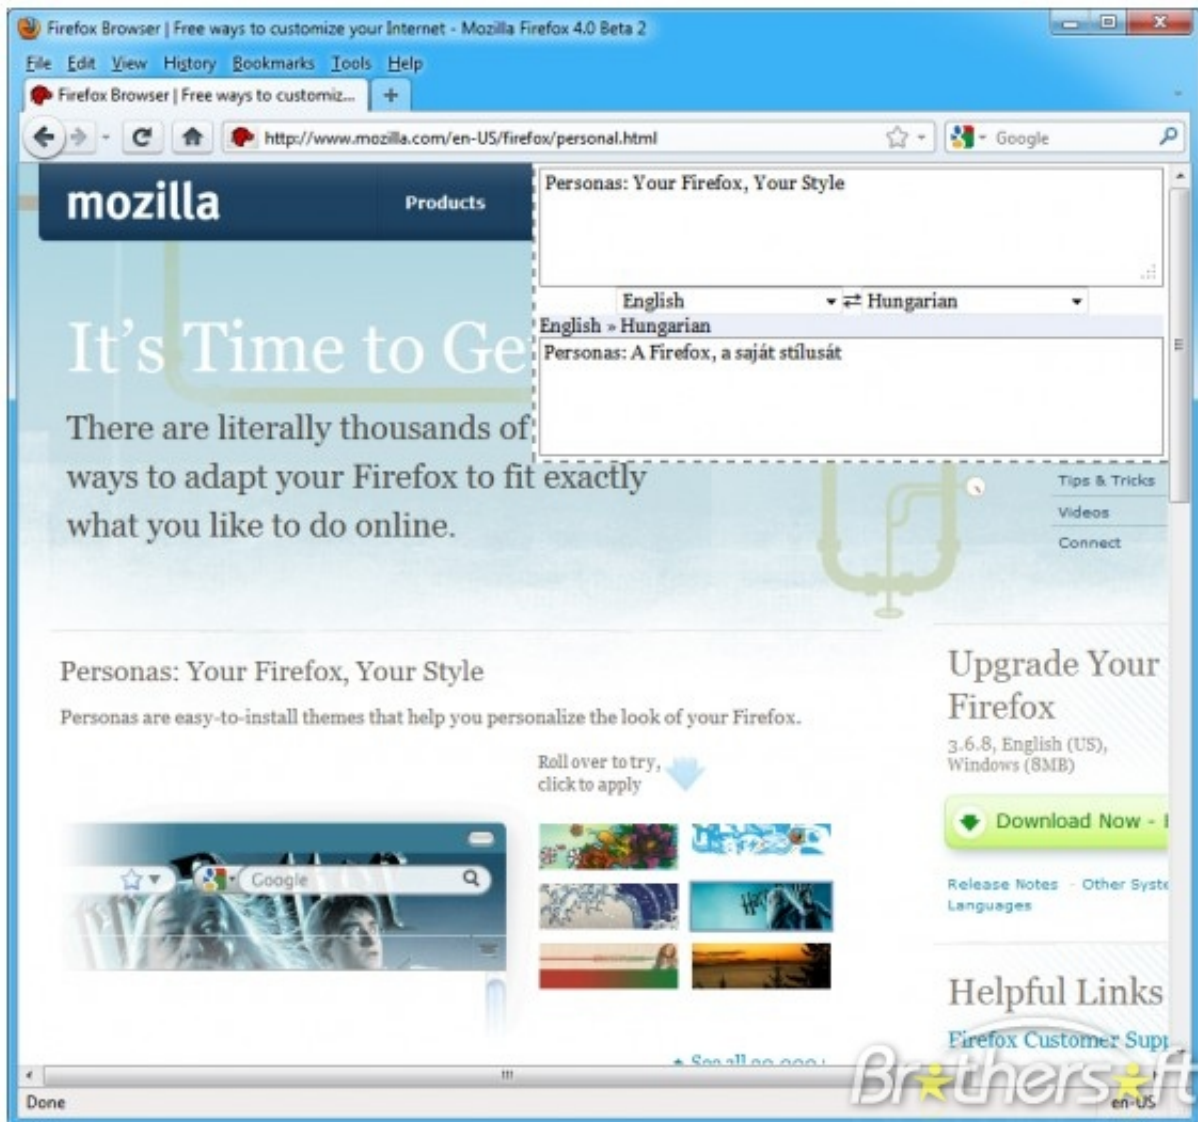 Firefox Browser | Free ways to customize your Internet - Mozilla Firefox 4.0 Beta 2
File Edit View History Bookmarks Tools Help
Firefox Browser | Free ways to customiz... +
http://www.mozilla.com/en-US/firefox/personal.html Google
mozilla Products
Personas: Your Firefox, Your Style
English Hungarian
English » Hungarian
Personas: A Firefox, a saját stílusát
It's Time to Ge
There are literally thousands of
ways to adapt your Firefox to fit exactly
what you like to do online.
Tips & Tricks
Videos
Connect
Personas: Your Firefox, Your Style
Personas are easy-to-install themes that help you personalize the look of your Firefox.
Roll over to try,
click to apply
Google
Upgrade Your
Firefox
3.6.8, English (US),
Windows (8MB)
Download Now -
Release Notes - Other Syste
Languages
Helpful Links
Firefox Customer Supp
Brothersoft
Done en-US